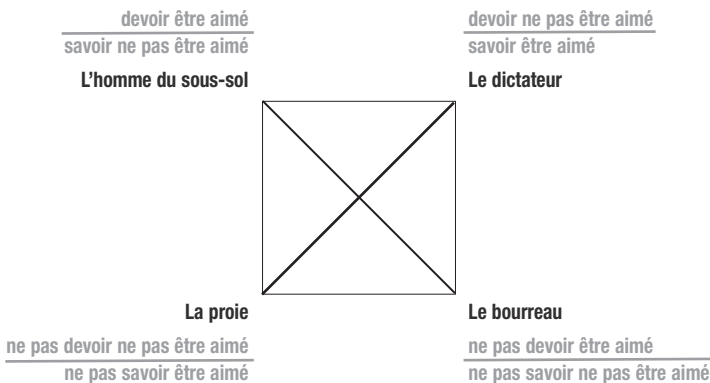 devoir être aimé
savoir ne pas être aimé
L'homme du sous-sol
devoir ne pas être aimé
savoir être aimé
Le dictateur
La proie
ne pas devoir ne pas être aimé
ne pas savoir être aimé
Le bourreau
ne pas devoir être aimé
ne pas savoir ne pas être aimé